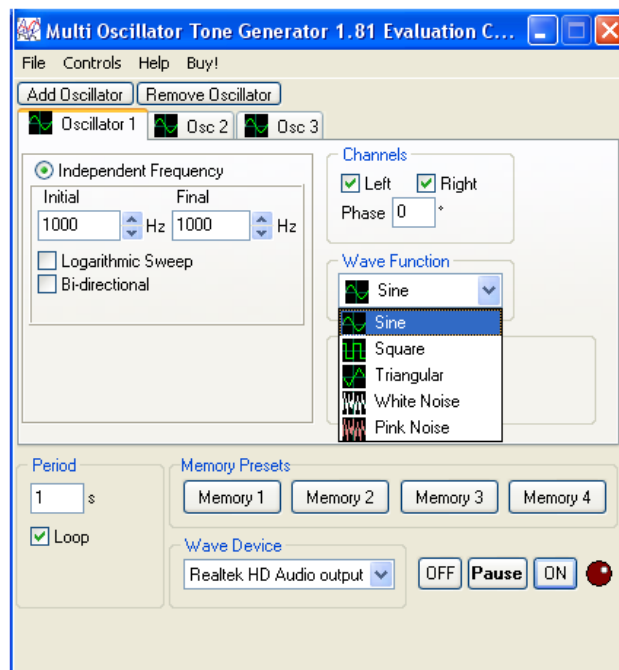 Multi Oscillator Tone Generator 1.81 Evaluation C...
File Controls Help Buy!
Add Oscillator Remove Oscillator
Oscillator 1 Osc 2 Osc 3
Independent Frequency
Initial Final
1000 Hz 1000 Hz
Logarithmic Sweep
Bi-directional
Channels
Left Right
Phase 0 °
Wave Function
Sine
Sine
Square
Triangular
White Noise
Pink Noise
Period
1 s
Loop
Memory Presets
Memory 1 Memory 2 Memory 3 Memory 4
Wave Device
Realtek HD Audio output
OFF Pause ON